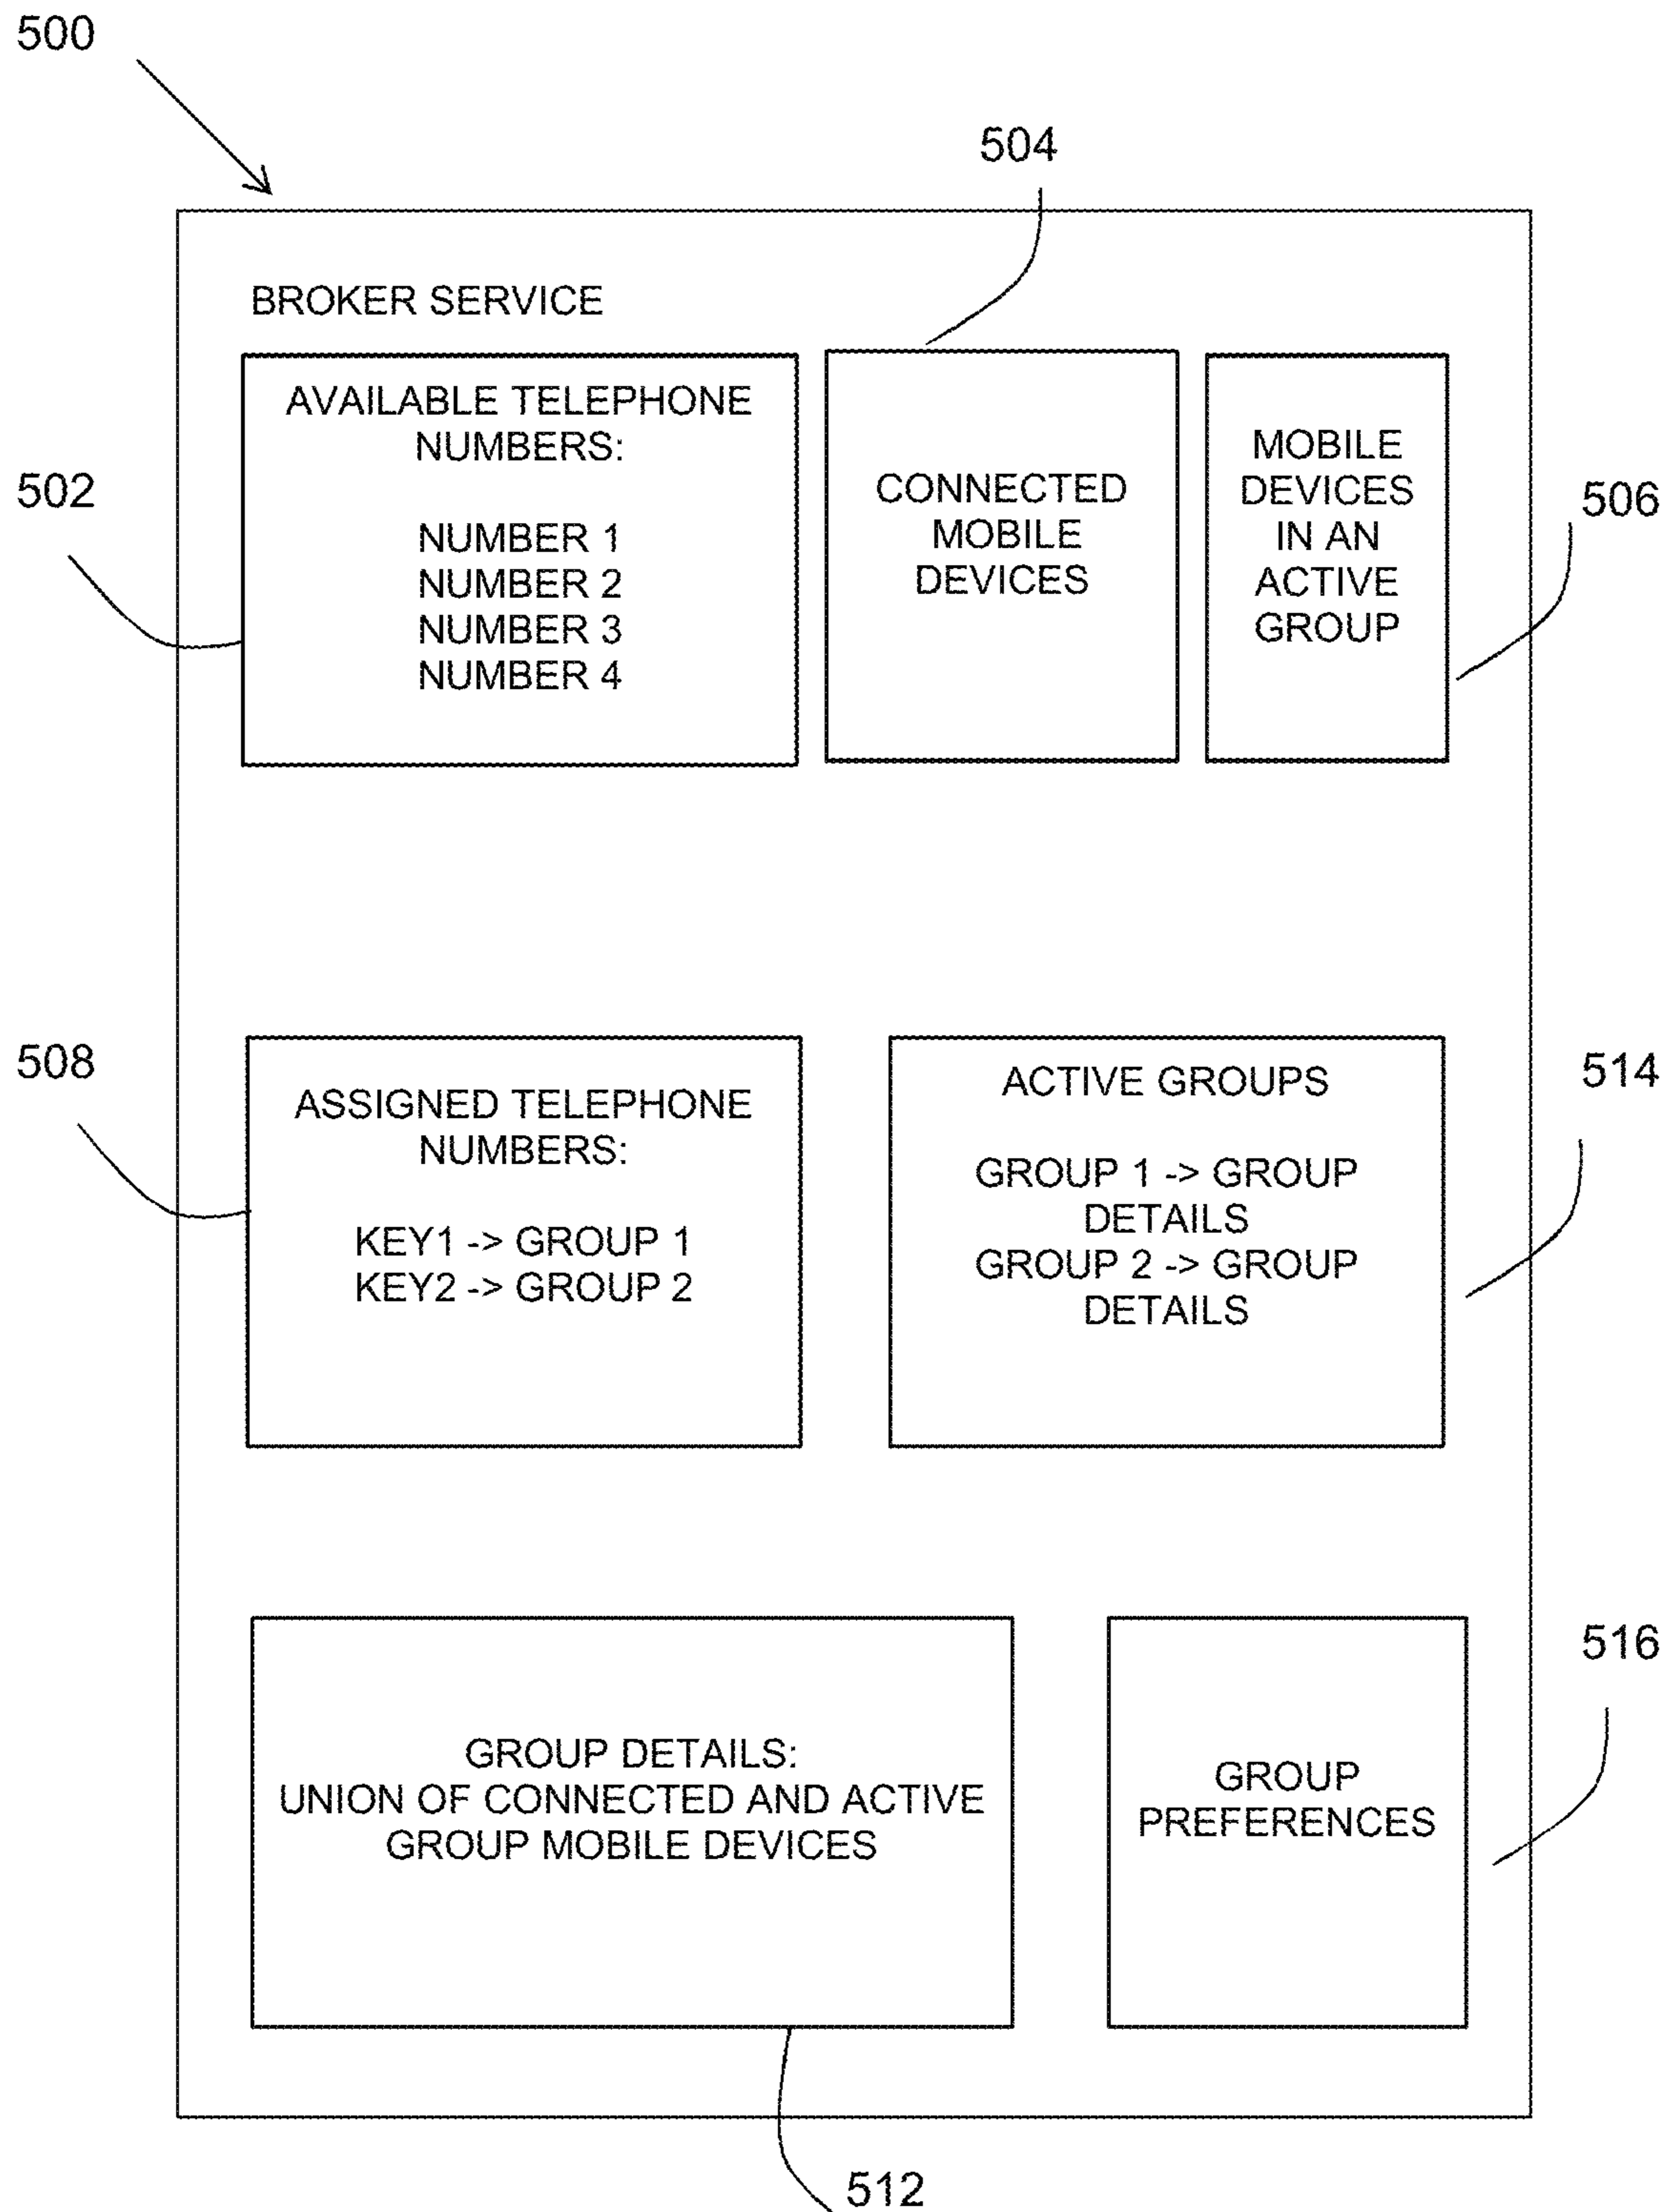 500
504
BROKER SERVICE
502
AVAILABLE TELEPHONE
NUMBERS:
NUMBER 1
NUMBER 2
NUMBER 3
NUMBER 4
CONNECTED
MOBILE
DEVICES
MOBILE
DEVICES
IN AN
ACTIVE
GROUP
506
508
ASSIGNED TELEPHONE
NUMBERS:
KEY1 -> GROUP 1
KEY2 -> GROUP 2
ACTIVE GROUPS
GROUP 1 -> GROUP
DETAILS
GROUP 2 -> GROUP
DETAILS
514
GROUP DETAILS:
UNION OF CONNECTED AND ACTIVE
GROUP MOBILE DEVICES
GROUP
PREFERENCES
516
512